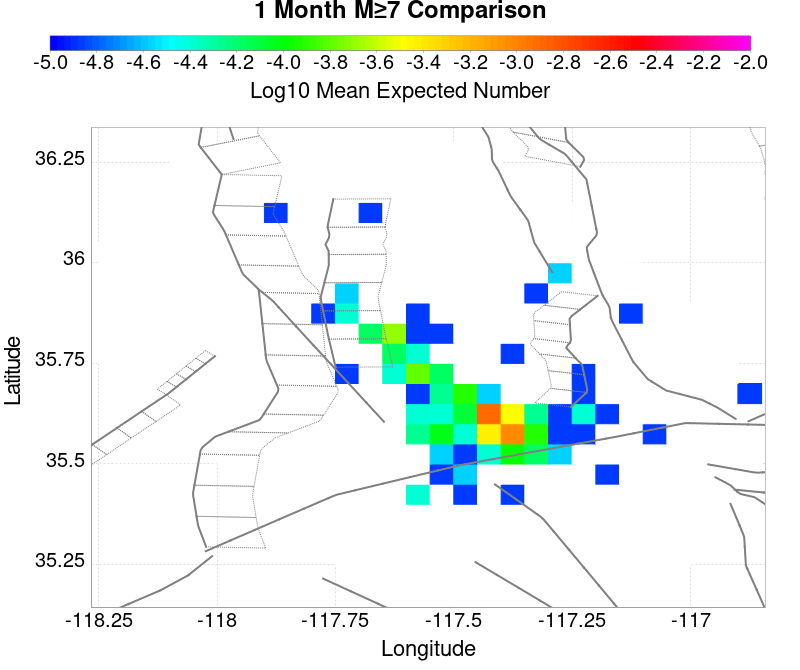 1 Month M≥7 Comparison
-5.0 -4.8 -4.6 -4.4 -4.2 -4.0 -3.8 -3.6 -3.4 -3.2 -3.0 -2.8 -2.6 -2.4 -2.2 -2.0
Log10 Mean Expected Number
36.25
36
35.75
35.5
35.25
Latitude
-118.25 -118 -117.75 -117.5 -117.25 -117
Longitude